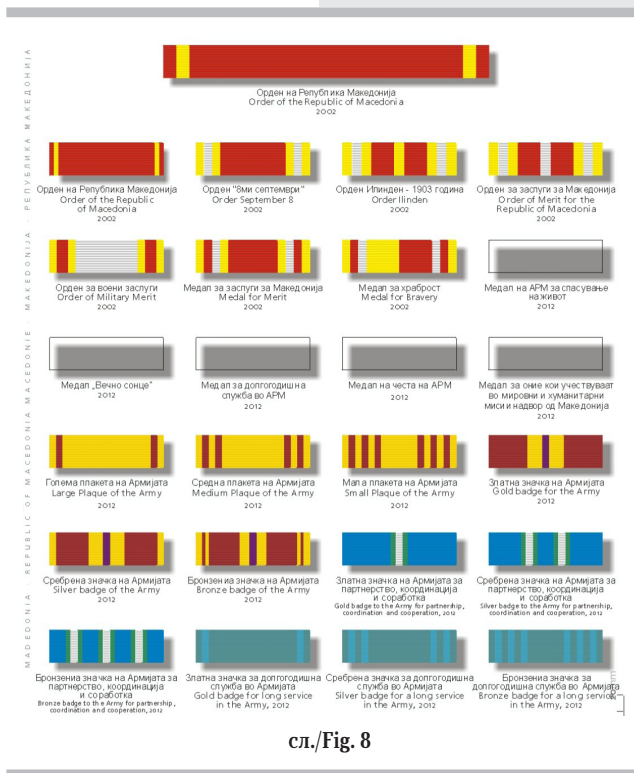 РЕПУБЛИКА МАКЕДОНИЈА
MAKEDONIJA
REPUBLIC OF MACEDONIA MACEDONIE
MADEDONIA
Орден на Република Македонија
Order of the Republic of Macedonia
2002
Орден на Република Македонија
Order of the Republic
of Macedonia
2002
Орден "8ми септември"
Order September 8
2002
Орден Илинден - 1903 година
Order Ilinden
2002
Орден за заслуги за Македонија
Order of Merit for the
Republic of Macedonia
2002
Орден за воени заслуги
Order of Military Merit
2002
Медал за заслуги за Македонија
Medal for Merit
2002
Медал за храброст
Medal for Bravery
2002
Медал на АРМ за спасување
на живот
2012
Медал „Вечно сонце"
2012
Медал за долгогодишна
служба во АРМ
2012
Медал на честа на АРМ
2012
Медал за оние кои учествуваат
во мировни и хуманитарни
мисии надвор од Македонија
2012
Голема плакета на Армијата
Large Plaque of the Army
2012
Средна плакета на Армијата
Medium Plaque of the Army
2012
Мала плакета на Армијата
Small Plaque of the Army
2012
Златна значка на Армијата
Gold badge for the Army
2012
Сребрена значка на Армијата
Silver badge of the Army
2012
Бронзениа значка на Армијата
Bronze badge of the Army
2012
Златна значка на Армијата за
партнерство, координација
и соработка
Gold badge to the Army for partnership,
coordination and cooperation, 2012
Сребрена значка на Армијата за
партнерство, координација
и соработка
Silver badge to the Army for partnership,
coordination and cooperation, 2012
Бронзениа значка на Армијата за
партнерство, координација
и соработка
Bronze badge to the Army for partnership,
coordination and cooperation, 2012
Златна значка за долгогодишна
служба во Армијата
Gold badge for long service
in the Army, 2012
Сребрена значка за долгогодишна
служба во Армијата
Silver badge for a long service
in the Army, 2012
Бронзениа значка за
долгогодишна служба во Армијата
Bronze badge for a long service
in the Army, 2012
сл./Fig. 8